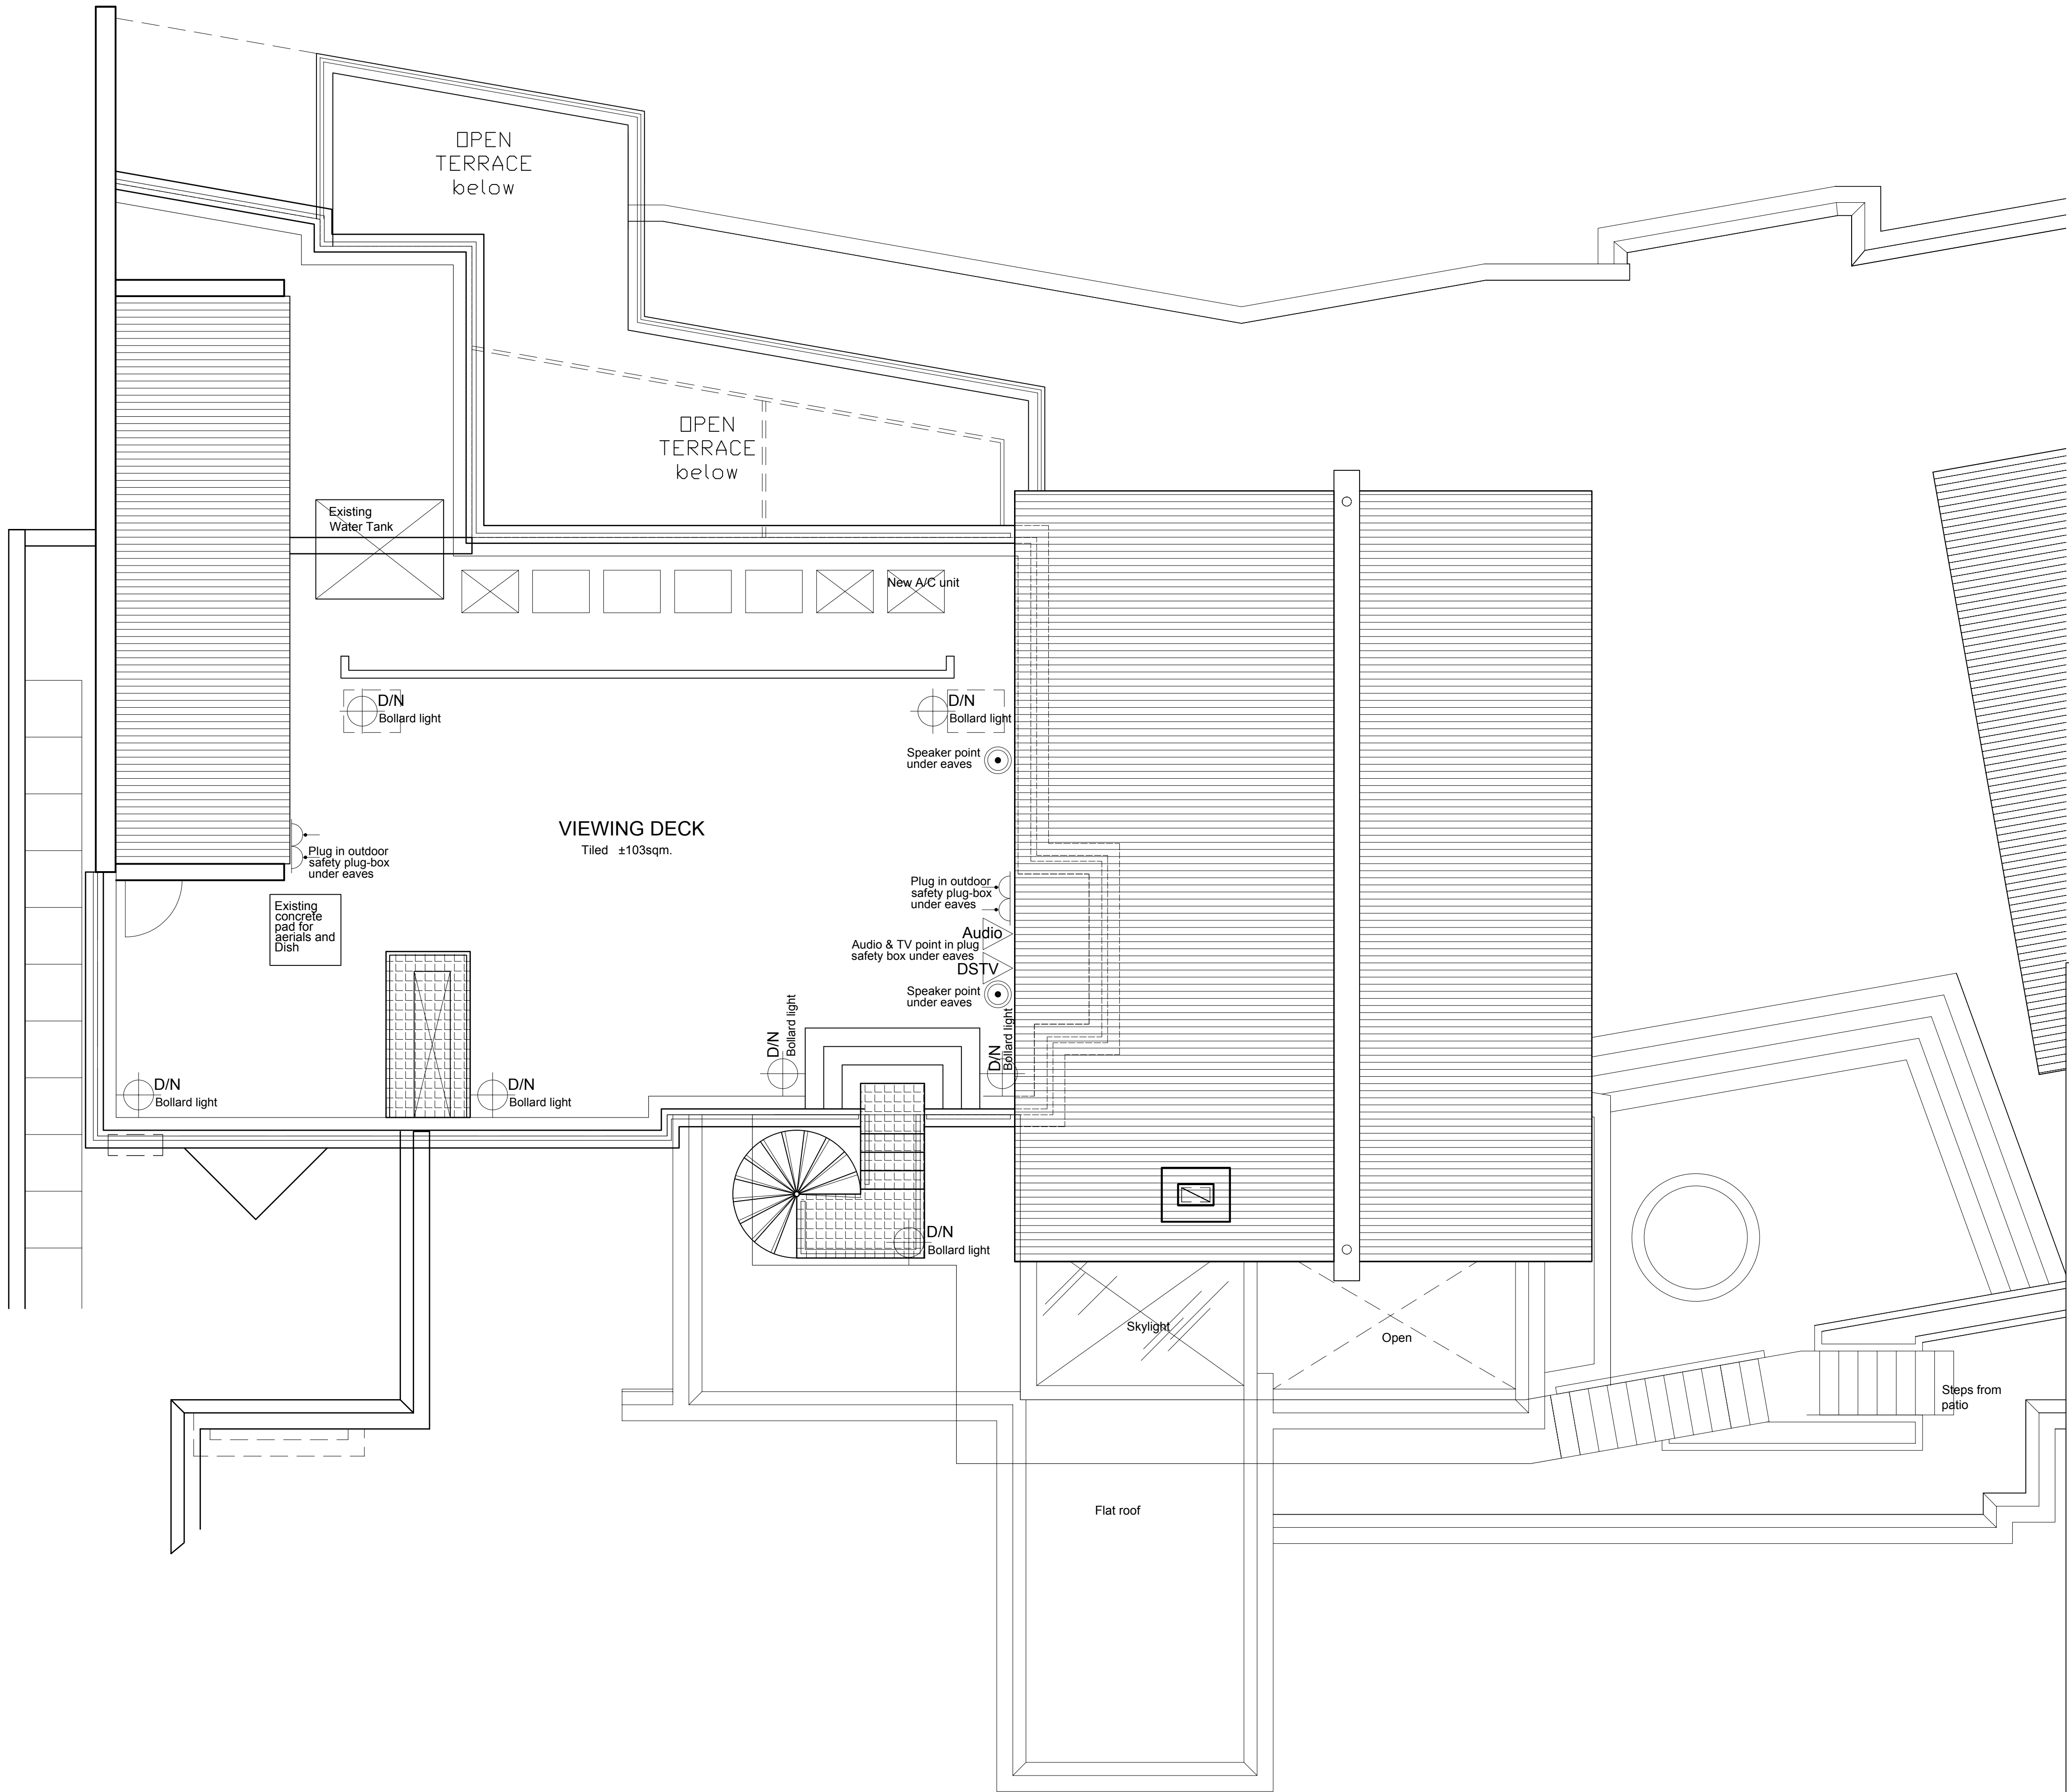 OPEN
TERRACE
below
OPEN
TERRACE
below
Existing
Water Tank
New A/C unit
D/N
Bollard light
D/N
Bollard light
Speaker point
under eaves
VIEWING DECK
Tiled ±103sqm.
Plug in outdoor
safety plug-box
under eaves
Plug in outdoor
safety plug-box
under eaves
Existing
concrete
pad for
aerials and
Dish
Audio
Audio & TV point in plug
safety box under eaves
DSTV
Speaker point
under eaves
D/N
Bollard light
D/N
Bollard light
D/N
Bollard light
D/N
Bollard light
D/N
Bollard light
Skylight
Open
Steps from
patio
Flat roof